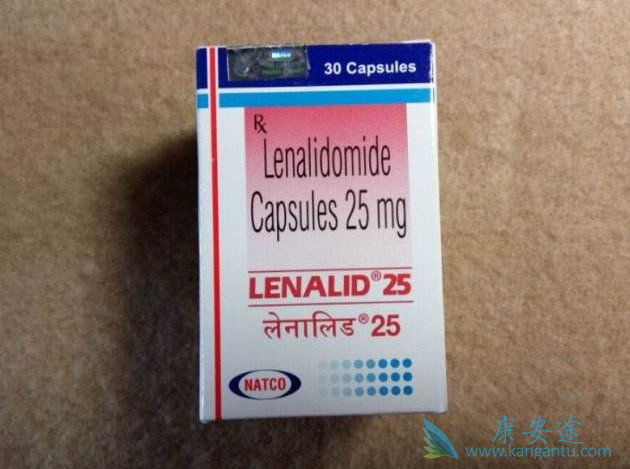 30 Capsules
Rx
Lenalidomide
Capsules 25 mg
LENALID® 25
लेनालिड® 25
NATCO
康安途
www.kangantu.com